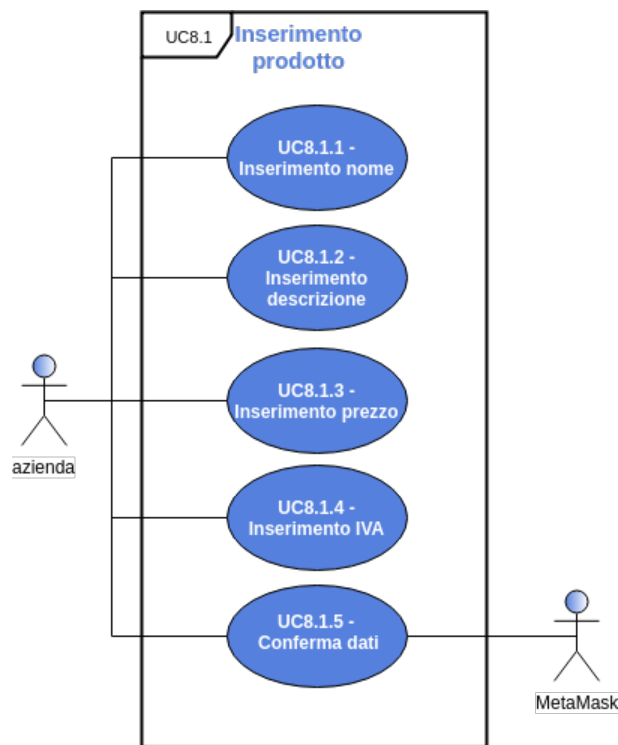 UC8.1
Inserimento
prodotto
UC8.1.1 -
Inserimento nome
UC8.1.2 -
Inserimento
descrizione
UC8.1.3 -
Inserimento prezzo
azienda
UC8.1.4 -
Inserimento IVA
UC8.1.5 -
Conferma dati
MetaMask